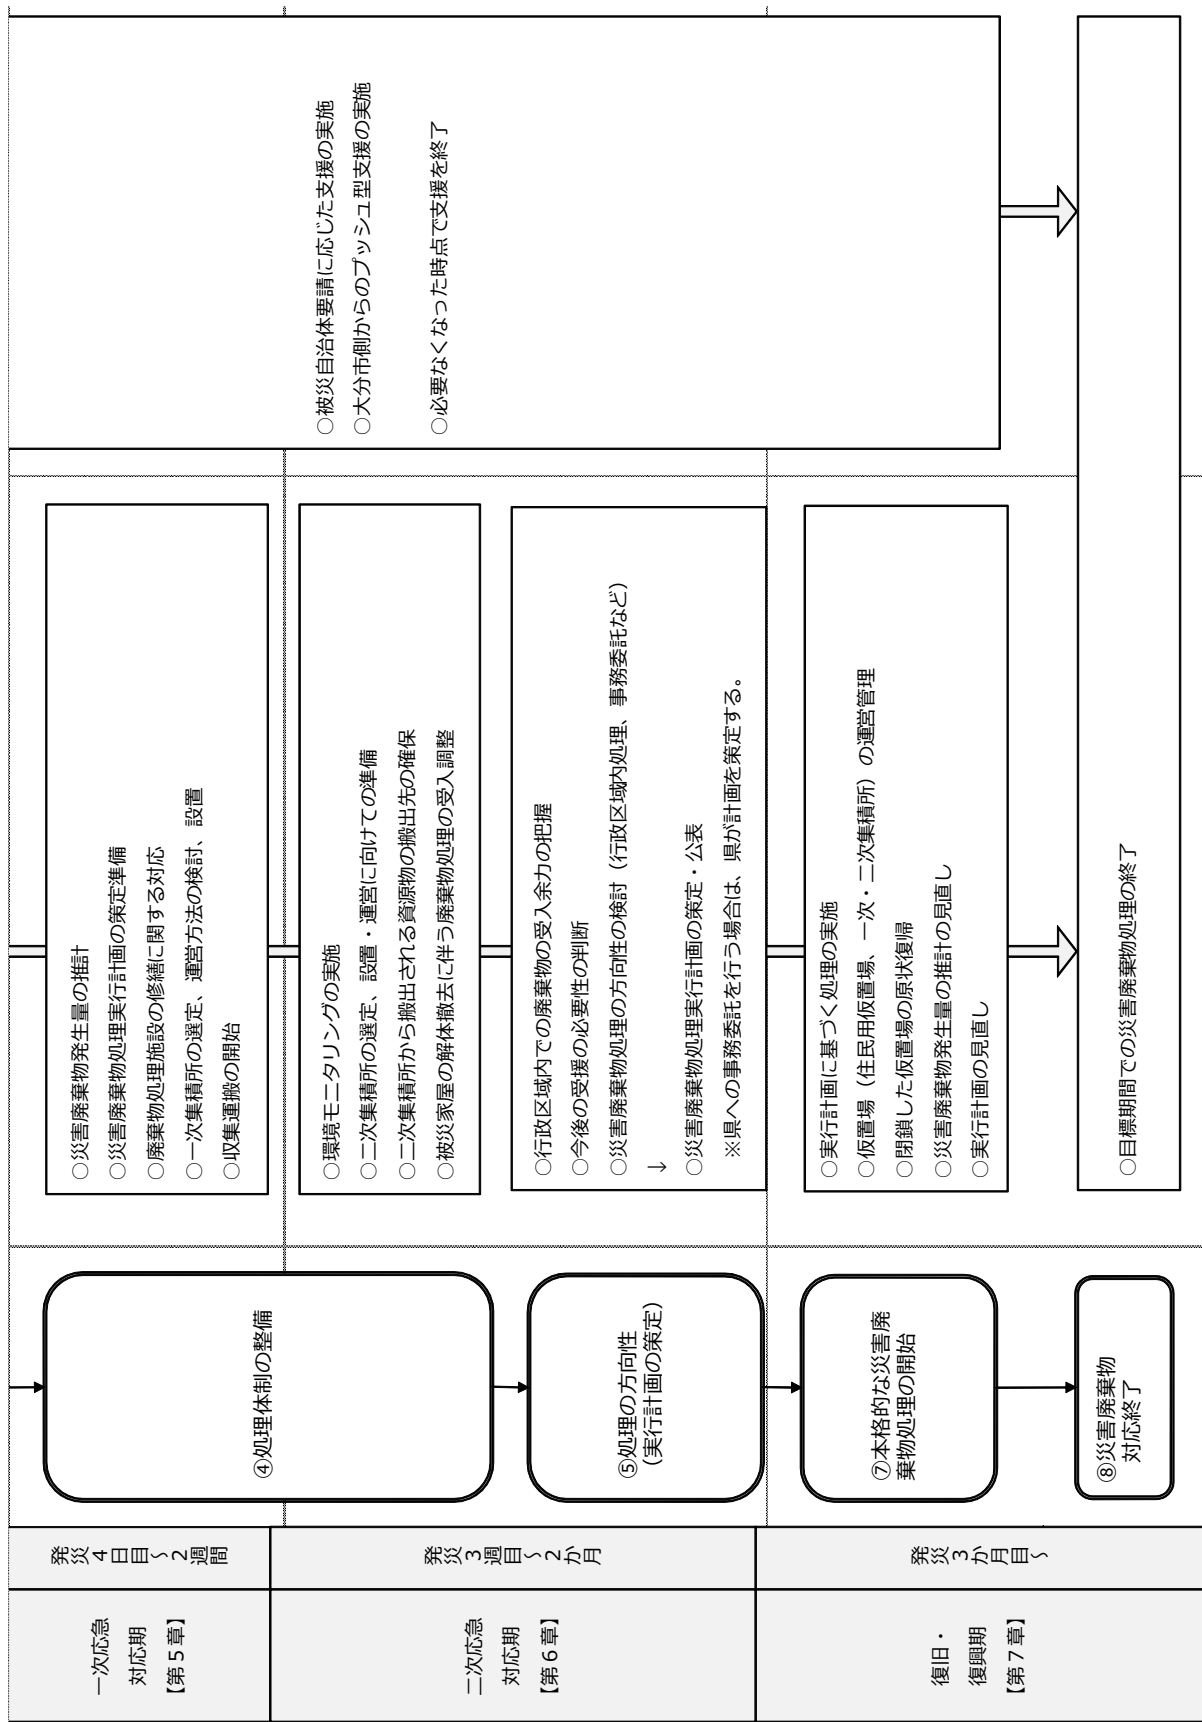 一次応急
対応期
【第5章】
発災4日目～2週間
④処理体制の整備
○災害廃棄物発生量の推計
○災害廃棄物処理実行計画の策定準備
○廃棄物処理施設の修繕に関する対応
○一次集積所の選定、運営方法の検討、設置
○収集運搬の開始
二次応急
対応期
【第6章】
発災3週目～2か月
○環境モニタリングの実施
○二次集積所の選定、設置・運営に向けての準備
○二次集積所から搬出される資源物の搬出先の確保
○被災家屋の解体撤去に伴う廃棄物処理の受入調整
⑤処理の方向性
（実行計画の策定）
○行政区域内での廃棄物の受入余力の把握
○今後の受援の必要性の判断
○災害廃棄物処理の方向性の検討（行政区域内処理、事務委託など）
↓
○災害廃棄物処理実行計画の策定・公表
※県への事務委託を行う場合は、県が計画を策定する。
○被災自治体要請に応じた支援の実施
○大分市側からのプッシュ型支援の実施
○必要なくなった時点で支援を終了
復旧・
復興期
【第7章】
発災3か月目～
⑦本格的な災害廃
棄物処理の開始
○実行計画に基づく処理の実施
○仮置場（住民用仮置場、一次・二次集積所）の運営管理
○閉鎖した仮置場の原状復帰
○災害廃棄物発生量の推計の見直し
○実行計画の見直し
⑧災害廃棄物
対応終了
○目標期間での災害廃棄物処理の終了